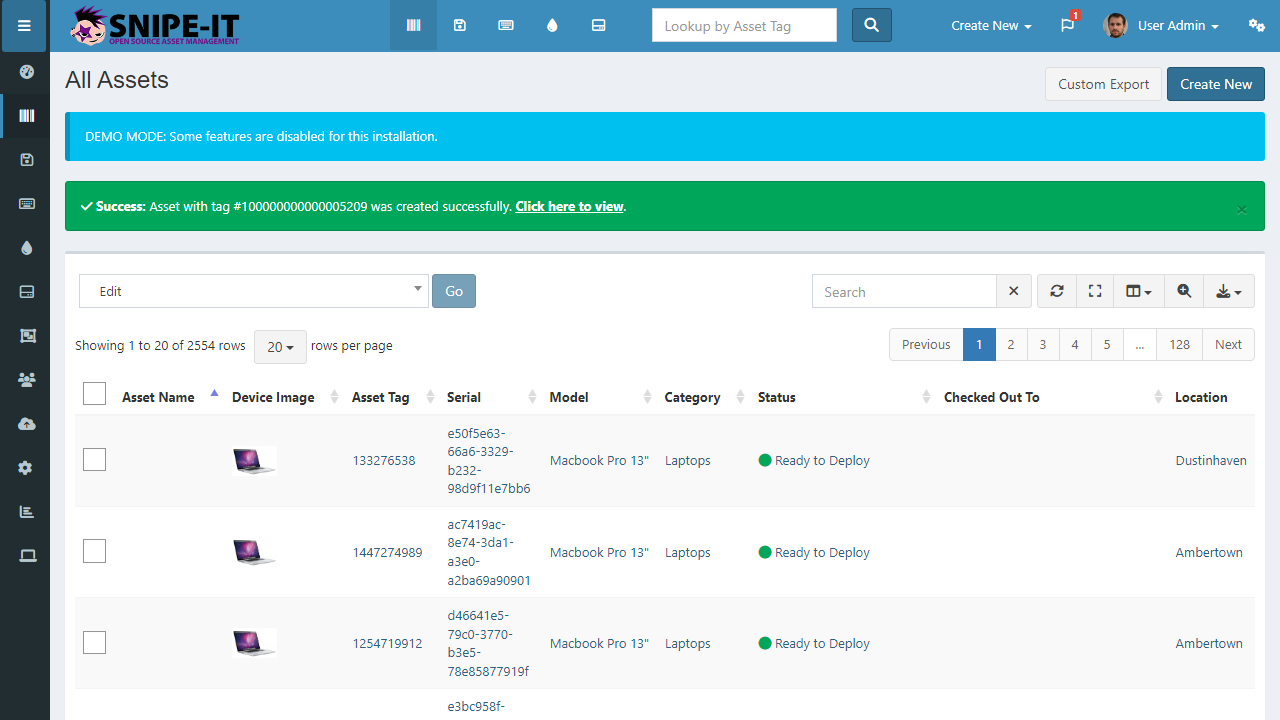 SNIPE-IT
OPEN SOURCE ASSET MANAGEMENT
Lookup by Asset Tag
Create New
1
User Admin
All Assets
Custom Export
Create New
DEMO MODE: Some features are disabled for this installation.
Success: Asset with tag #100000000000005209 was created successfully. Click here to view.
×
Edit
Go
Search
Showing 1 to 20 of 2554 rows 20 rows per page
Previous 1 2 3 4 5 ... 128 Next
Asset Name Device Image Asset Tag Serial Model Category Status Checked Out To Location
e50f5e63-
66a6-3329-
b232-
98d9f11e7bb6
133276538 Macbook Pro 13" Laptops Ready to Deploy Dustinhaven
ac7419ac-
8e74-3da1-
a3e0-
a2ba69a90901
1447274989 Macbook Pro 13" Laptops Ready to Deploy Ambertown
d46641e5-
79c0-3770-
b3e5-
78e85877919f
1254719912 Macbook Pro 13" Laptops Ready to Deploy Ambertown
e3bc958f-